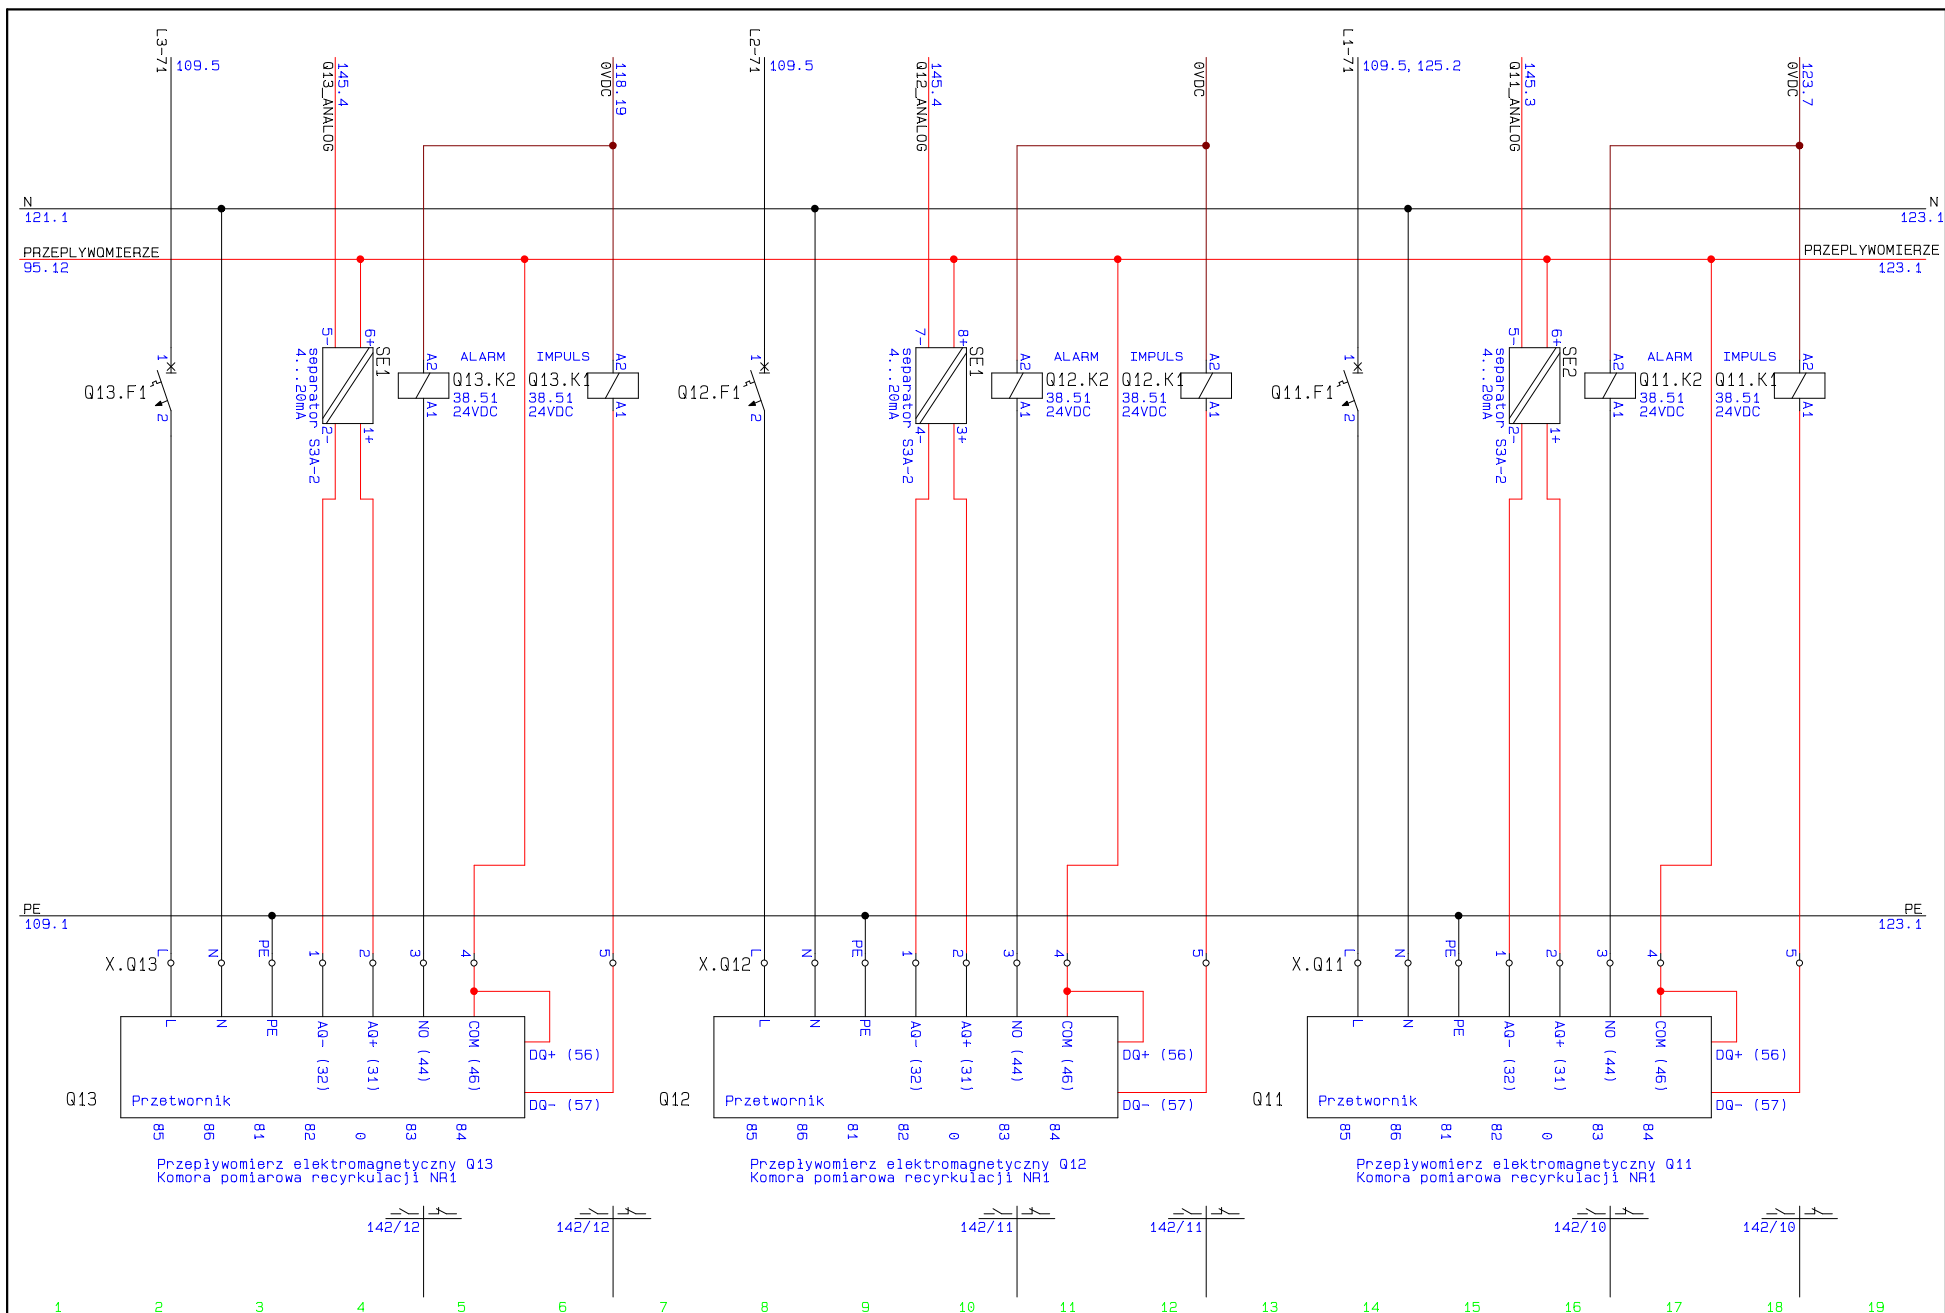 L3-71
109.5
Q13_ANALOG
145.4
0VDC
118.19
L2-71
109.5
Q12_ANALOG
145.4
0VDC
L1-71
109.5, 125.2
Q11_ANALOG
145.3
0VDC
123.7
N
121.1
N
123.1
PRZEPLYWOMIERZE
95.12
PRZEPLYWOMIERZE
123.1
Q13.F1
1
2
5-
6+
SE1
separator S3A-2
4...20mA
2-
1+
A2
A1
ALARM
Q13.K2
38.51
24VDC
IMPULS
Q13.K1
38.51
24VDC
A2
A1
Q12.F1
1
2
7-
8+
SE1
separator S3A-2
4...20mA
4-
3+
A2
A1
ALARM
Q12.K2
38.51
24VDC
IMPULS
Q12.K1
38.51
24VDC
A2
A1
Q11.F1
1
2
5-
6+
SE2
separator S3A-2
4...20mA
2-
1+
A2
A1
ALARM
Q11.K2
38.51
24VDC
IMPULS
Q11.K1
38.51
24VDC
A2
A1
PE
109.1
PE
123.1
X.Q13
L
N
PE
1
2
3
4
5
X.Q12
L
N
PE
1
2
3
4
5
X.Q11
L
N
PE
1
2
3
4
5
Q13
L
N
PE
AQ- (32)
AQ+ (31)
NO (44)
COM (46)
DQ+ (56)
DQ- (57)
Przetwornik
Q12
L
N
PE
AQ- (32)
AQ+ (31)
NO (44)
COM (46)
DQ+ (56)
DQ- (57)
Przetwornik
Q11
L
N
PE
AQ- (32)
AQ+ (31)
NO (44)
COM (46)
DQ+ (56)
DQ- (57)
Przetwornik
85 86 81 82 0 83 84
85 86 81 82 0 83 84
85 86 81 82 0 83 84
Przepływomierz elektromagnetyczny Q13
Komora pomiarowa recyrkulacji NR1
Przepływomierz elektromagnetyczny Q12
Komora pomiarowa recyrkulacji NR1
Przepływomierz elektromagnetyczny Q11
Komora pomiarowa recyrkulacji NR1
142/12
142/12
142/11
142/11
142/10
142/10
1 2 3 4 5 6 7 8 9 10 11 12 13 14 15 16 17 18 19